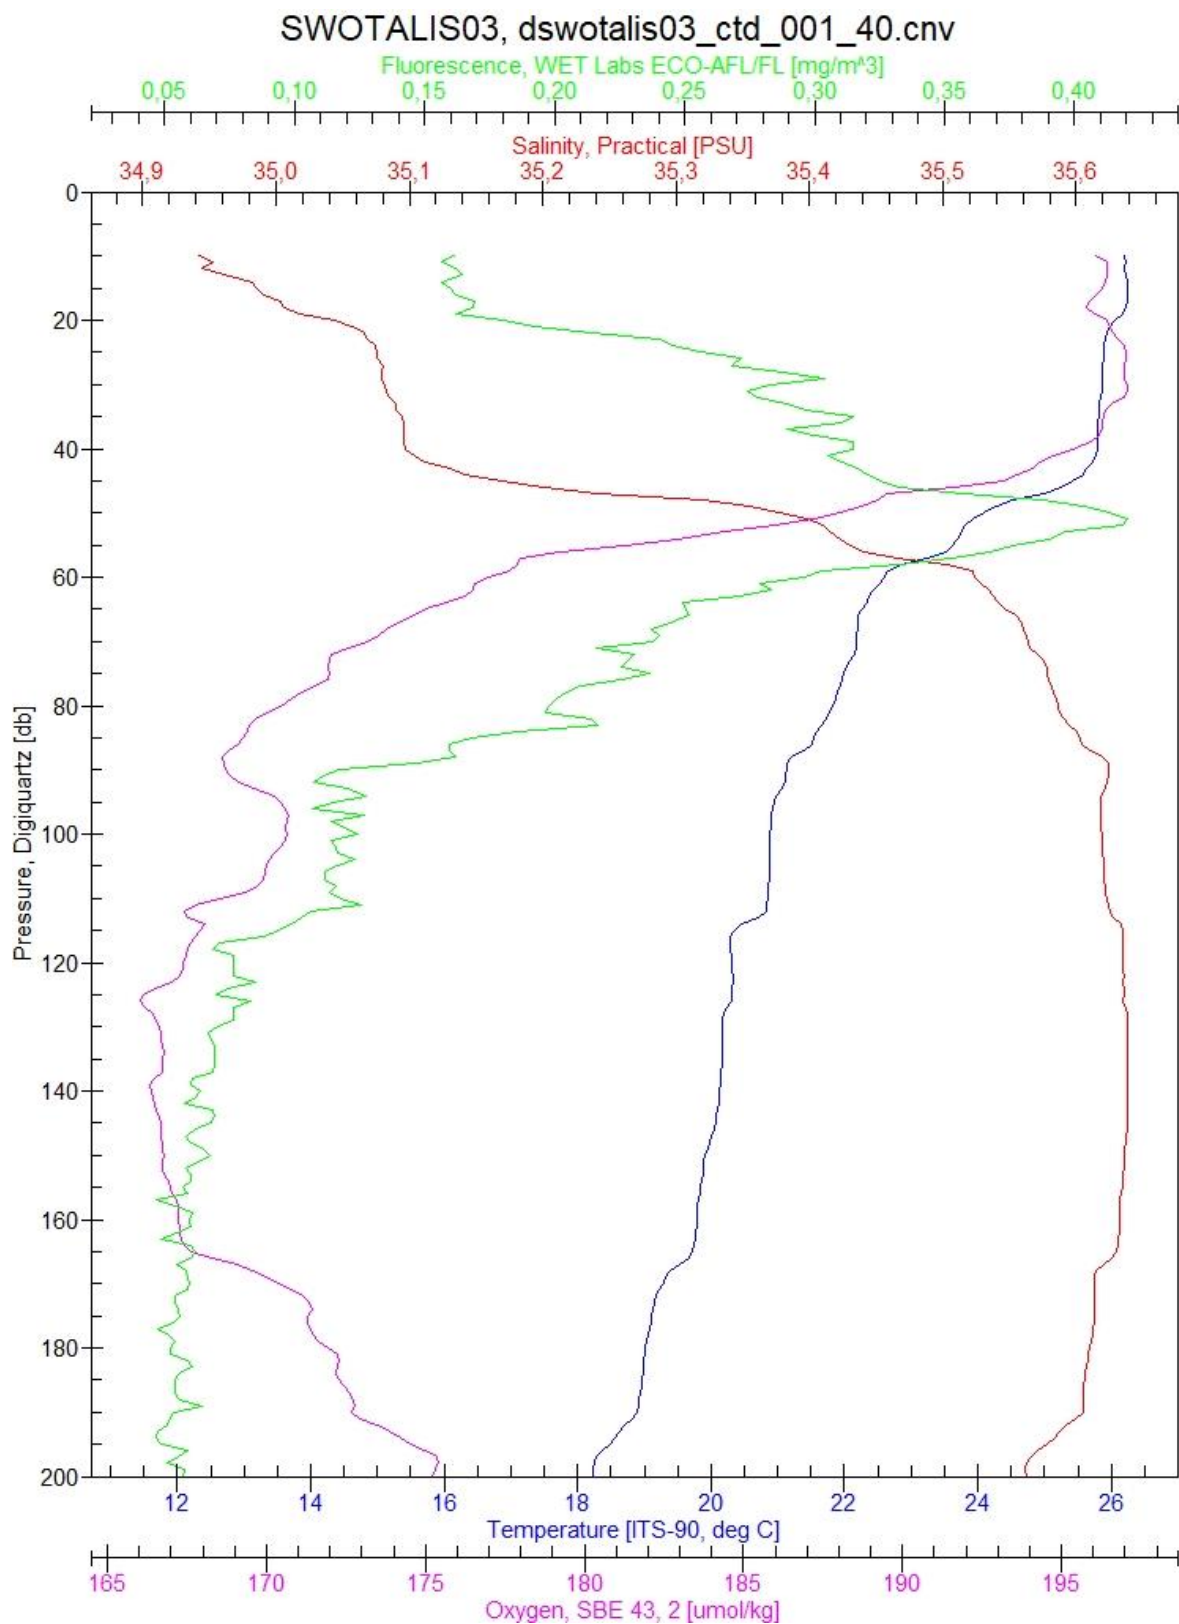 SWOTALIS03, dswotalis03_ctd_001_40.cnv
Fluorescence, WET Labs ECO-AFL/FL [mg/m^3]
0,05 0,10 0,15 0,20 0,25 0,30 0,35 0,40
Salinity, Practical [PSU]
34,9 35,0 35,1 35,2 35,3 35,4 35,5 35,6
0
20
40
60
80
100
120
140
160
180
200
Pressure, Digiquartz [db]
12 14 16 18 20 22 24 26
Temperature [ITS-90, deg C]
165 170 175 180 185 190 195
Oxygen, SBE 43, 2 [umol/kg]